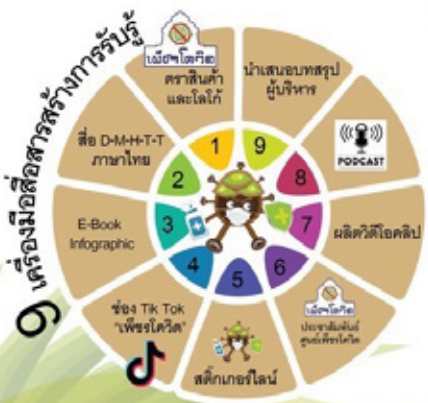 ๑ เครื่องมือสื่อสารสร้างการรับรู้
เพ็ชรโควิด
ตราสินค้า
และโลโก้
1
สื่อ D-M-H-T-T
ภาษาไทย
2
E-Book
Infographic
3
ช่อง Tik Tok
"เพ็ชรโควิด"
4
สติ๊กเกอร์ไลน์
5
เพ็ชรโควิด
ประชาสัมพันธ์
ศูนย์เพ็ชรโควิด
6
ผลิตวิดีโอคลิป
7
PODCAST
8
นำเสนอบทสรุป
ผู้บริหาร
9